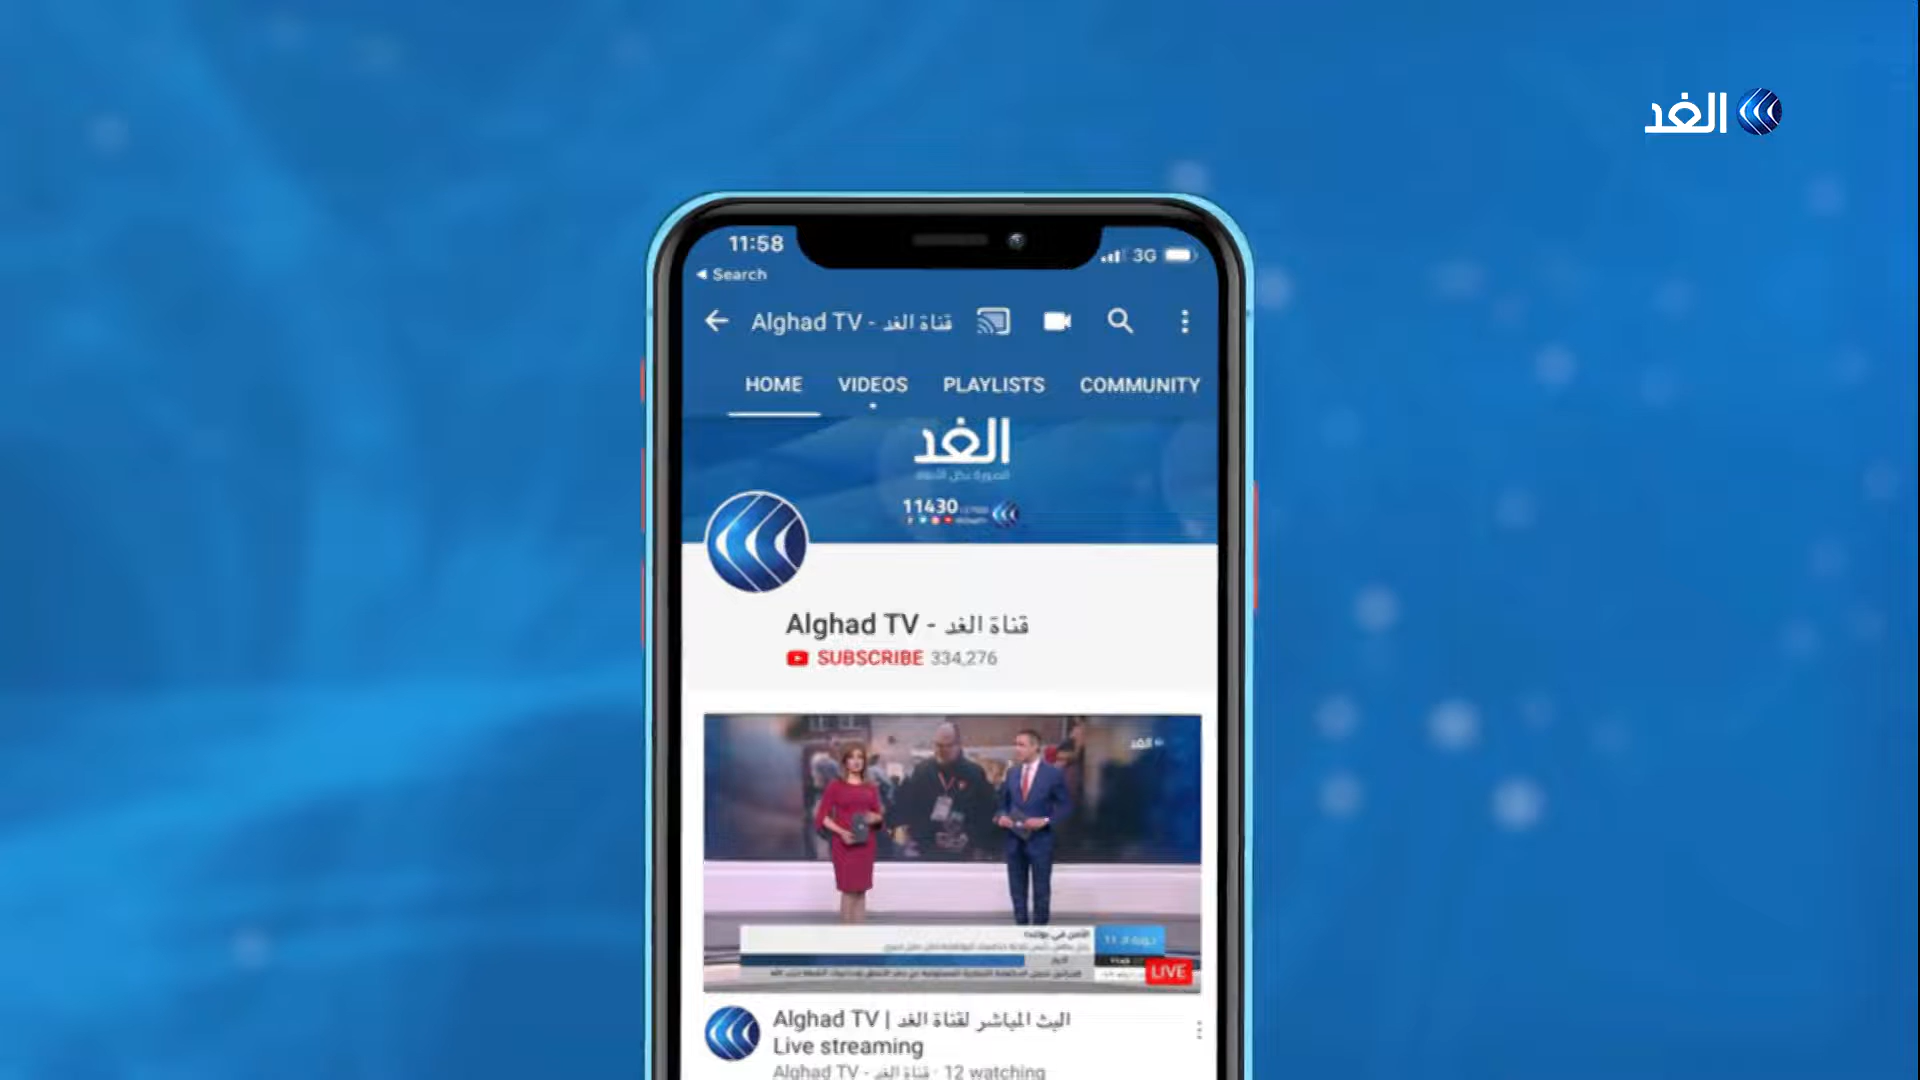 الغد
11:58
3G
Search
Alghad TV - قناة الغد
HOME VIDEOS PLAYLISTS COMMUNITY
الغد
11430
Alghad TV - قناة الغد
SUBSCRIBE 334,276
الغد
LIVE
Alghad TV | البث المباشر لقناة الغد
Live streaming
Alghad TV - قناة الغد · 12 watching